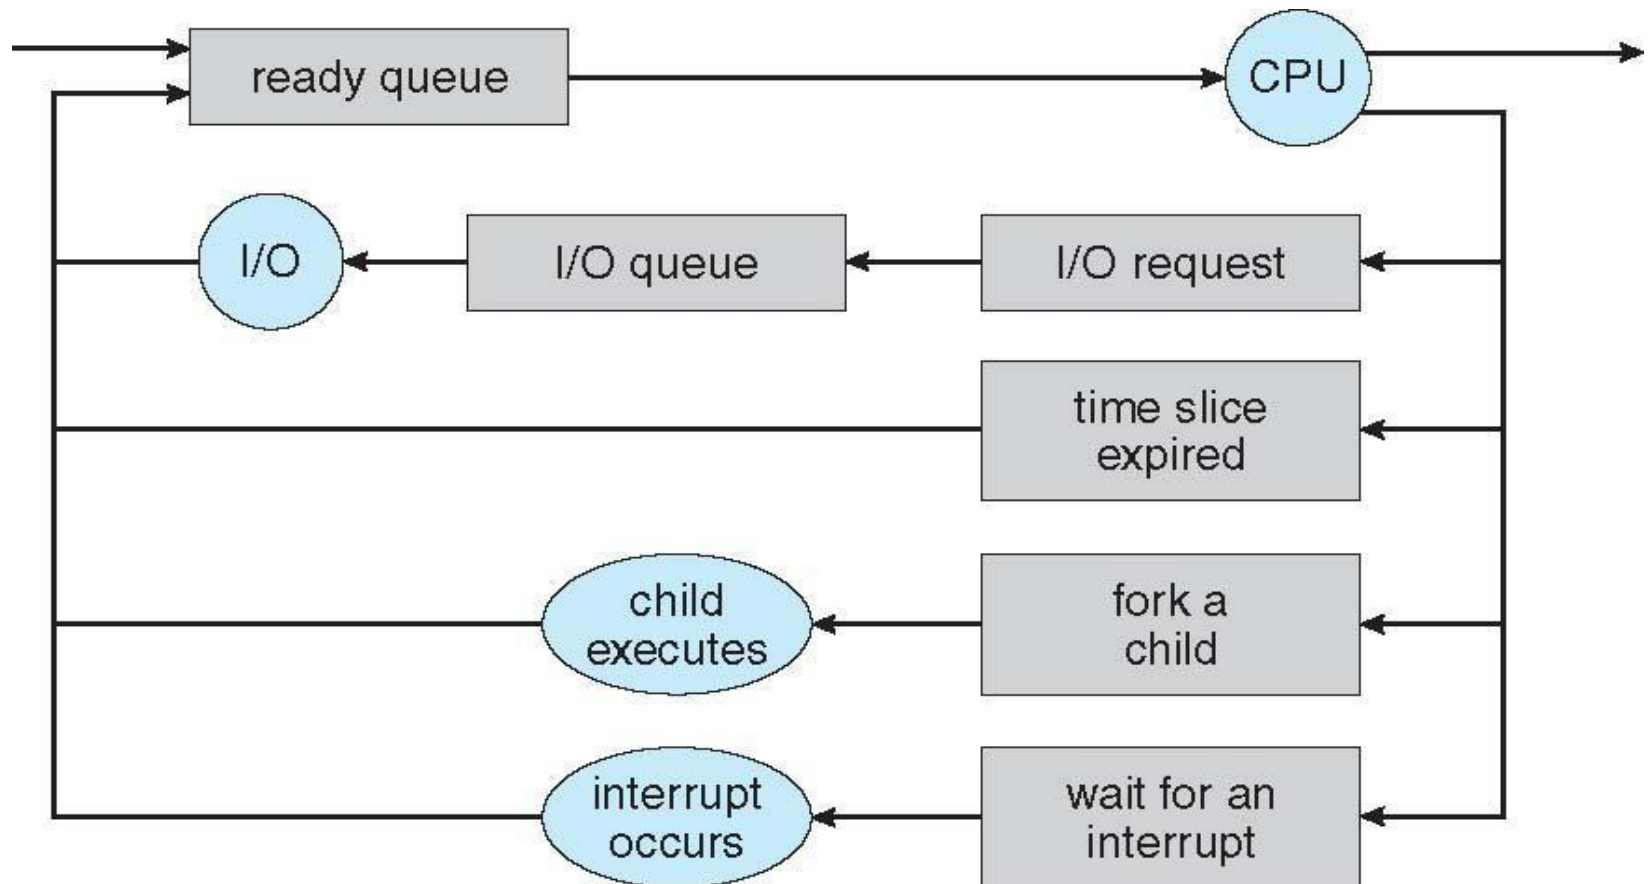 ready queue
CPU
I/O
I/O queue
I/O request
time slice
expired
child
executes
fork a
child
interrupt
occurs
wait for an
interrupt